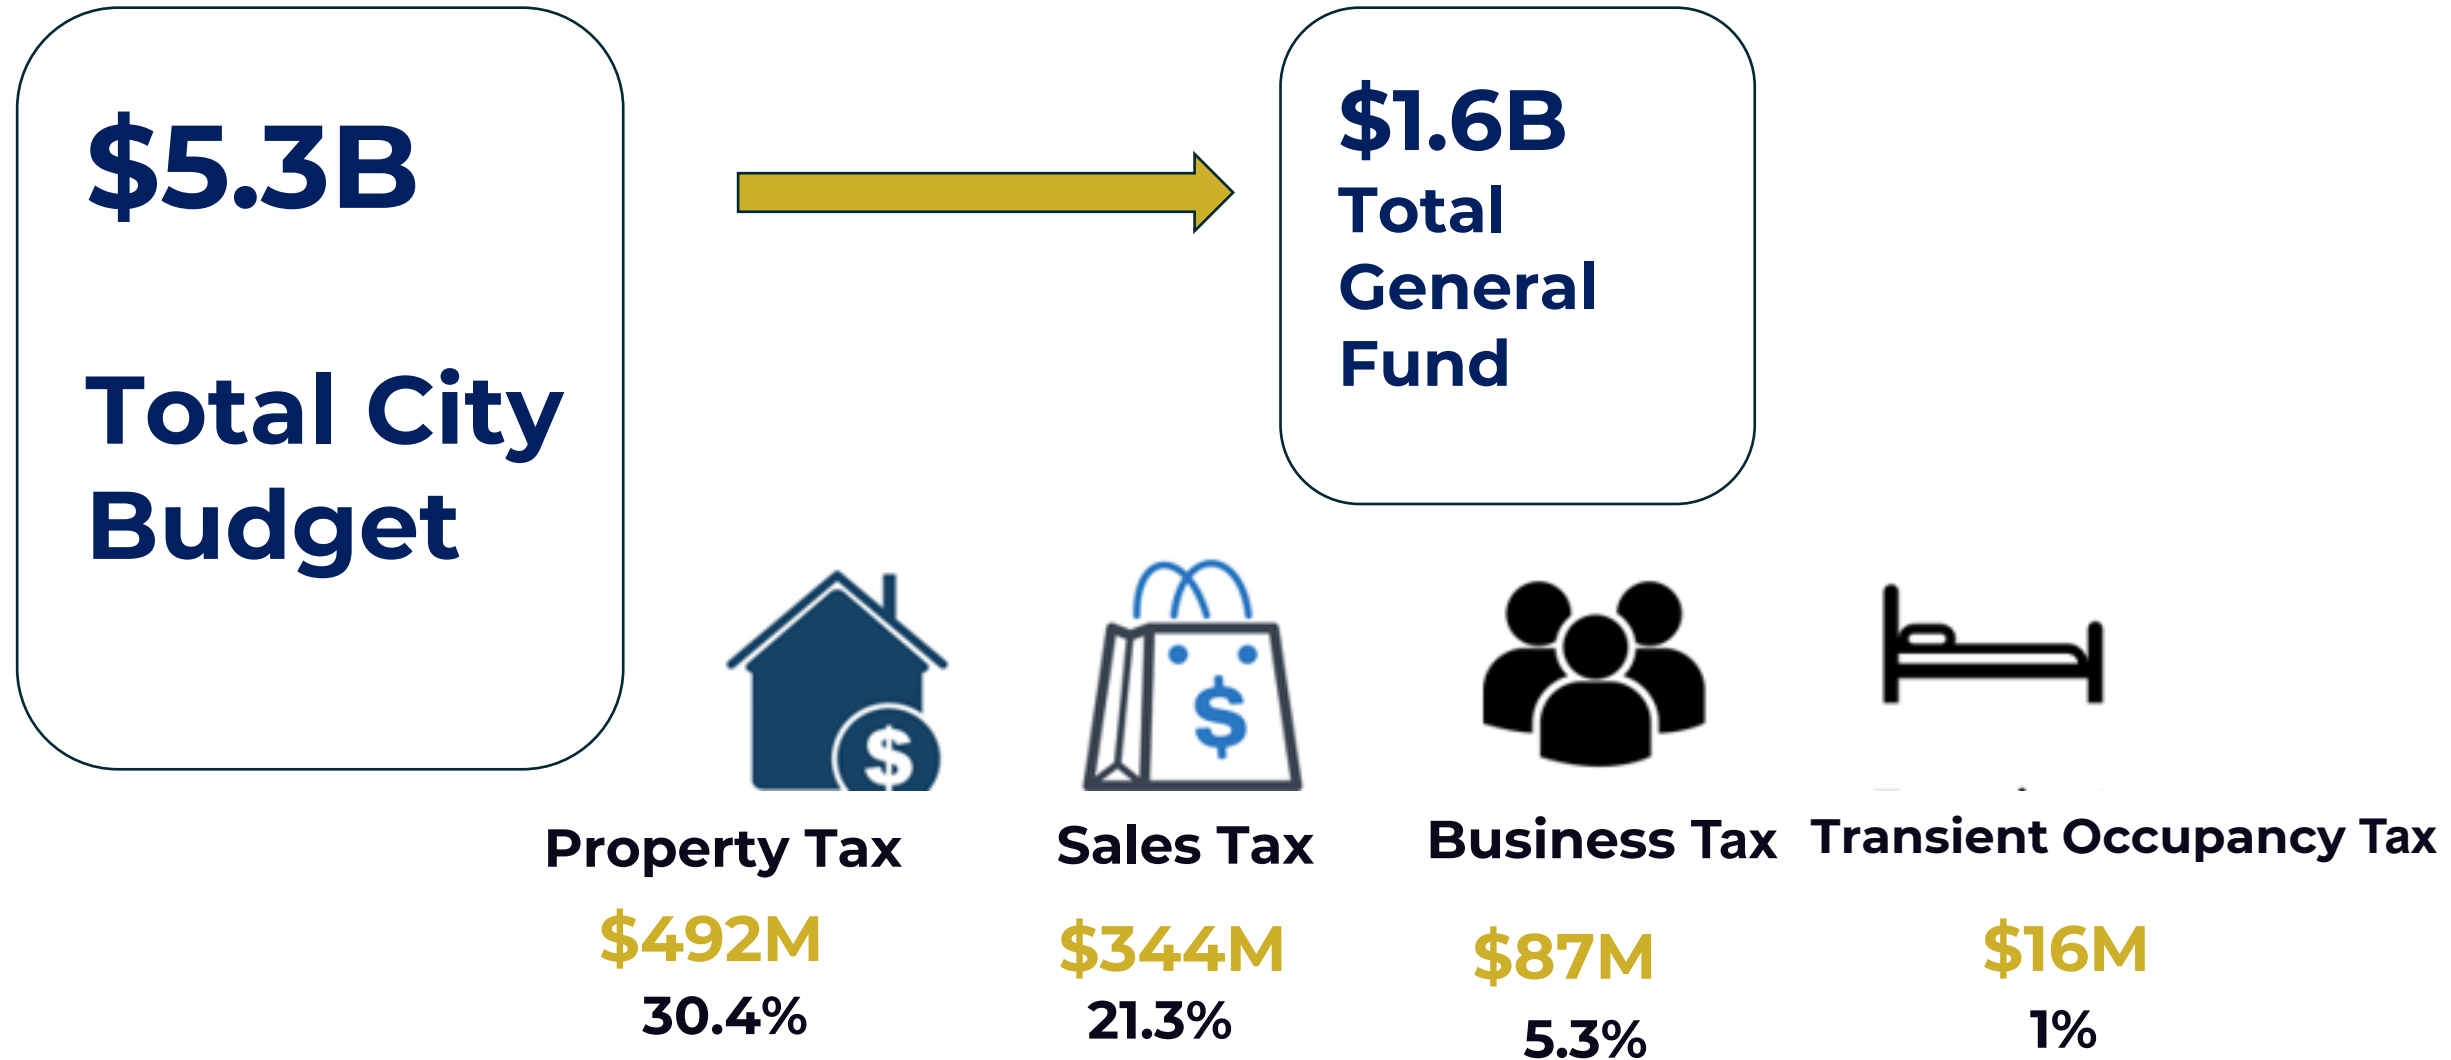 $5.3B
Total City
Budget
$1.6B
Total
General
Fund
$
$
Property Tax
Sales Tax
Business Tax
Transient Occupancy Tax
$492M
$344M
$87M
$16M
30.4%
21.3%
5.3%
1%